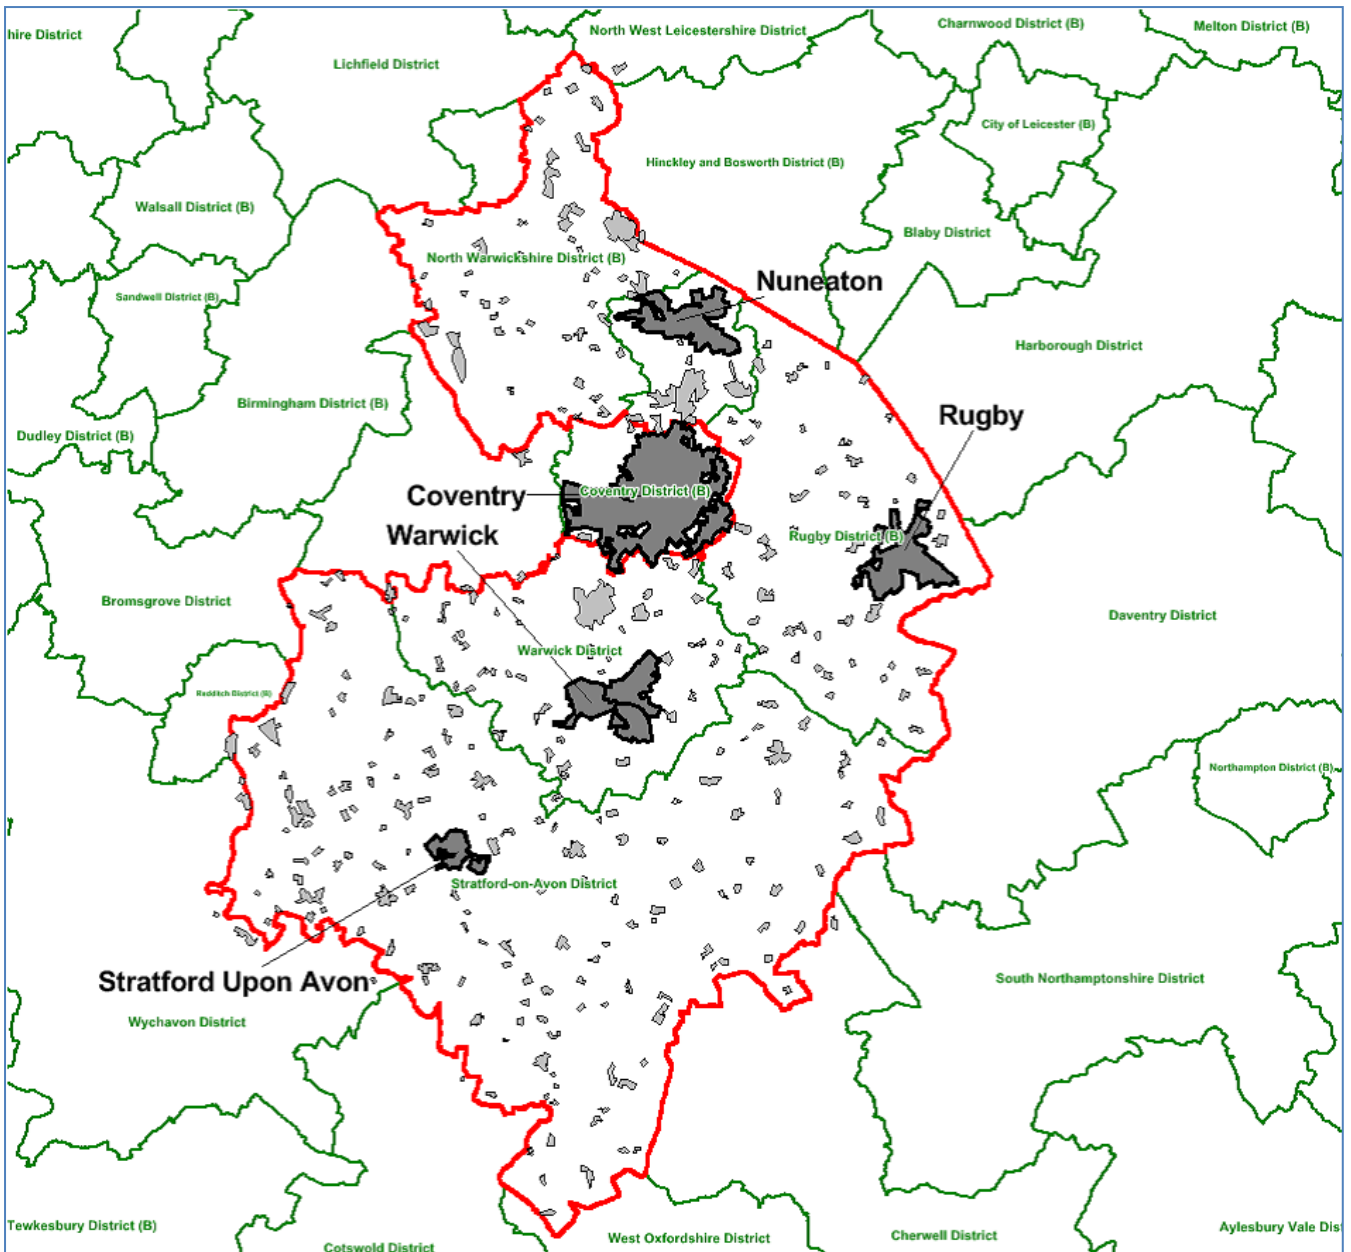 hire District
North West Leicestershire District
Charnwood District (B)
Melton District (B)
Lichfield District
City of Leicester (B)
Hinckley and Bosworth District (B)
Walsall District (B)
Blaby District
North Warwickshire District (B)
Nuneaton
Sandwell District (B)
Harborough District
Birmingham District (B)
Rugby
Dudley District (B)
Coventry
Coventry District (B)
Warwick
Rugby District (B)
Bromsgrove District
Daventry District
Warwick District
Redditch District (B)
Northampton District (B)
Stratford-on-Avon District
Stratford Upon Avon
South Northamptonshire District
Wychavon District
Tewkesbury District (B)
Cotswold District
West Oxfordshire District
Cherwell District
Aylesbury Vale Dis